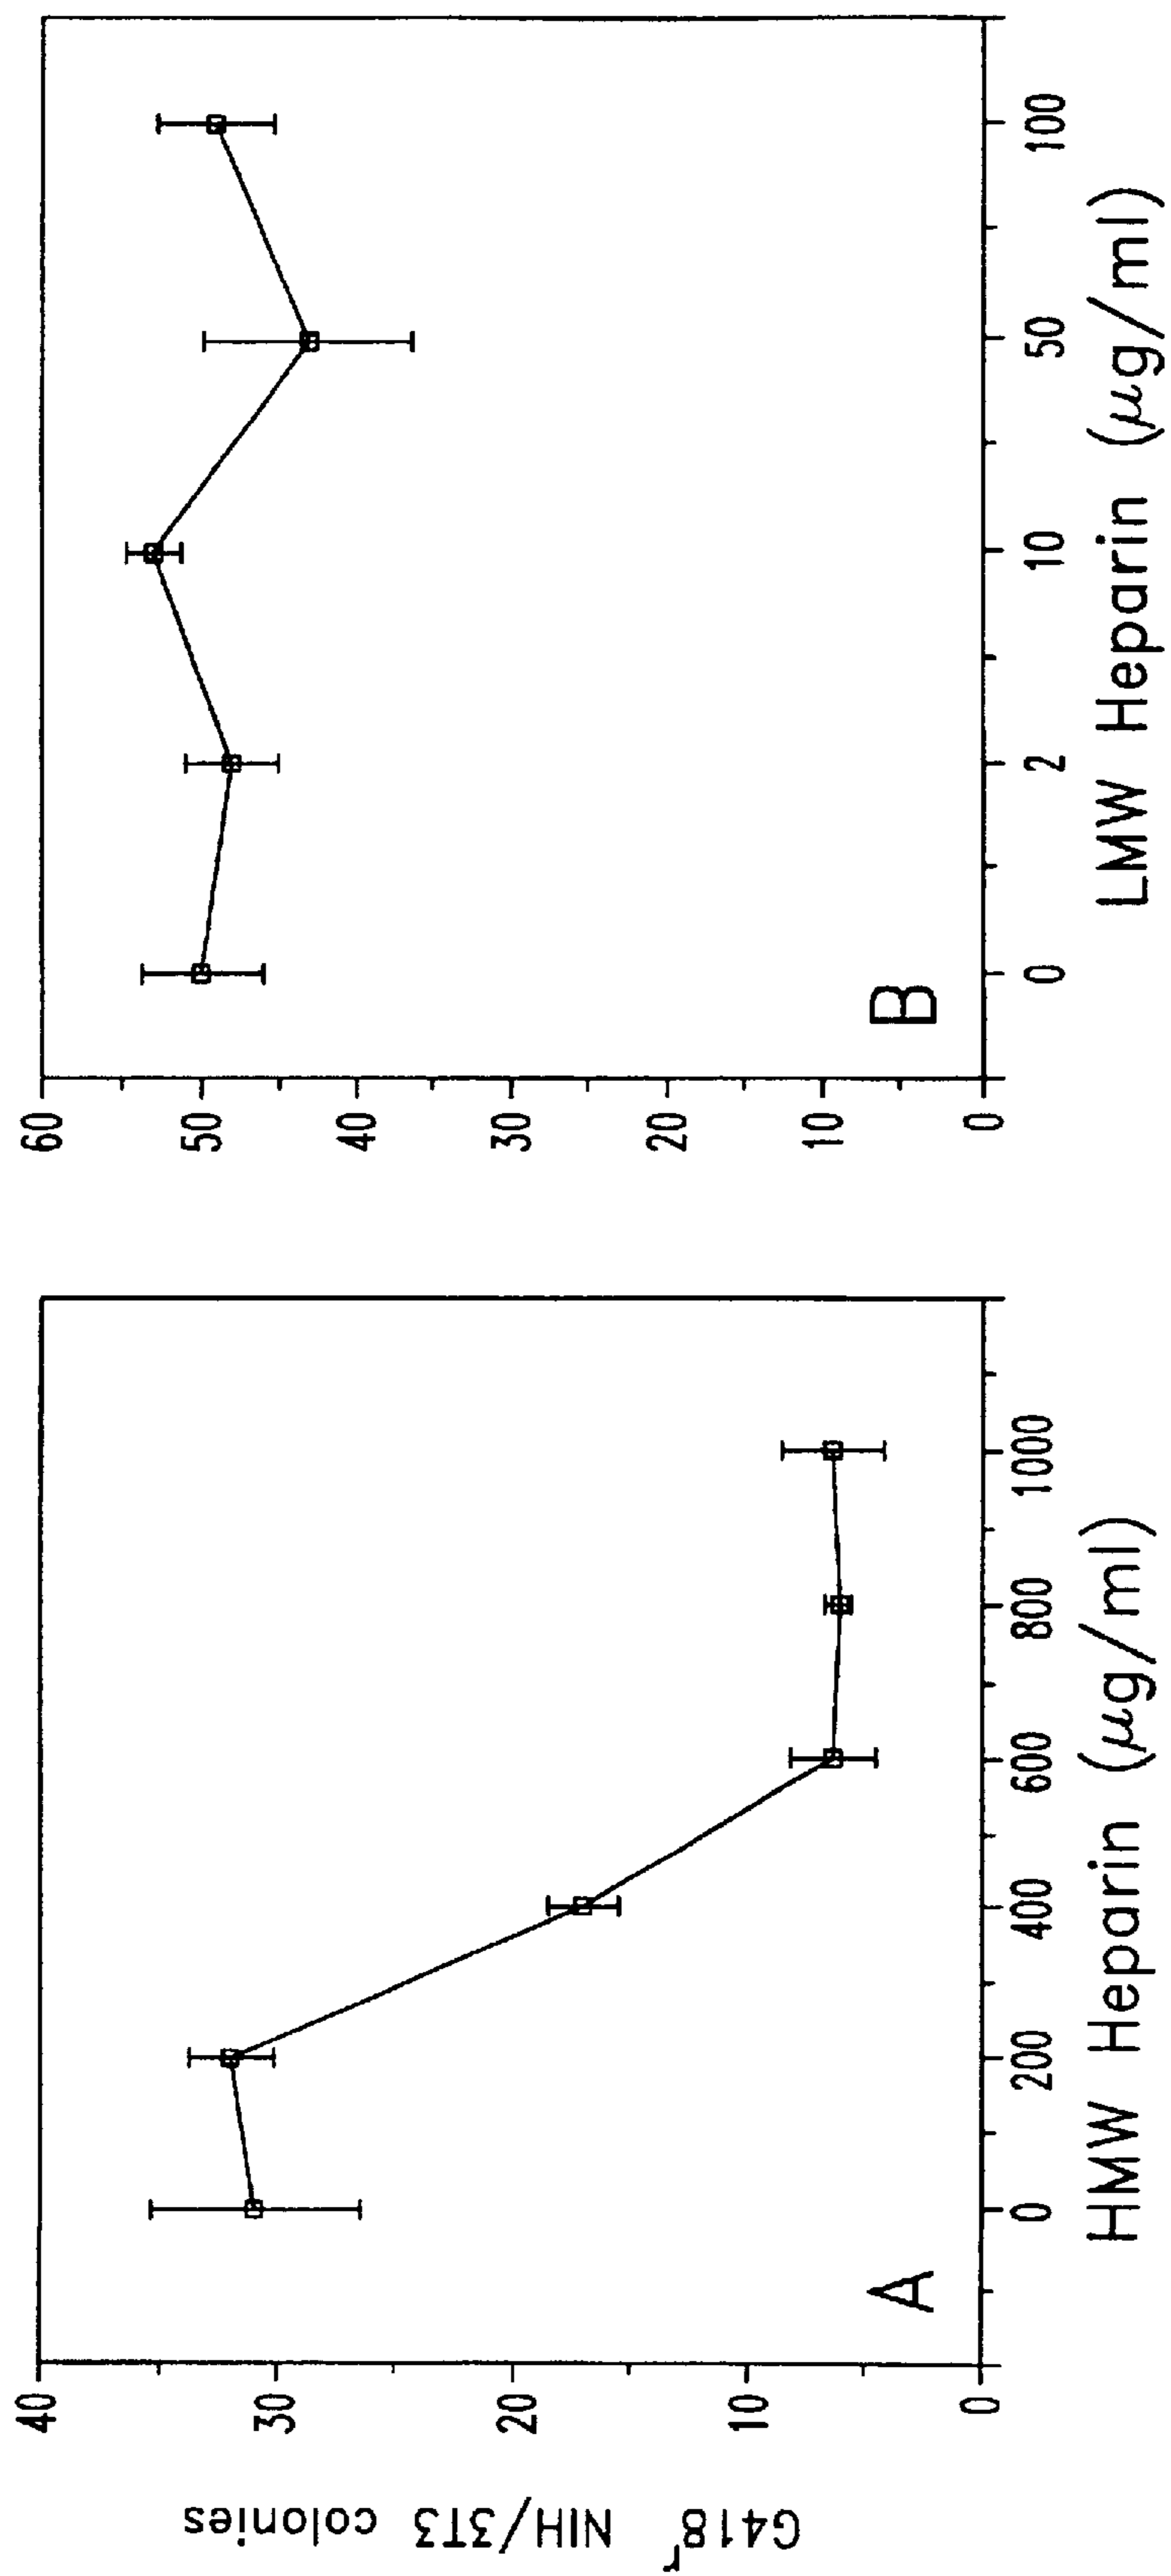 G418ʳ NIH/3T3 colonies
40
30
20
10
0
A
0 200 400 600 800 1000
HMW Heparin (μg/ml)
60
50
40
30
20
10
0
B
0 2 10 50 100
LMW Heparin (μg/ml)